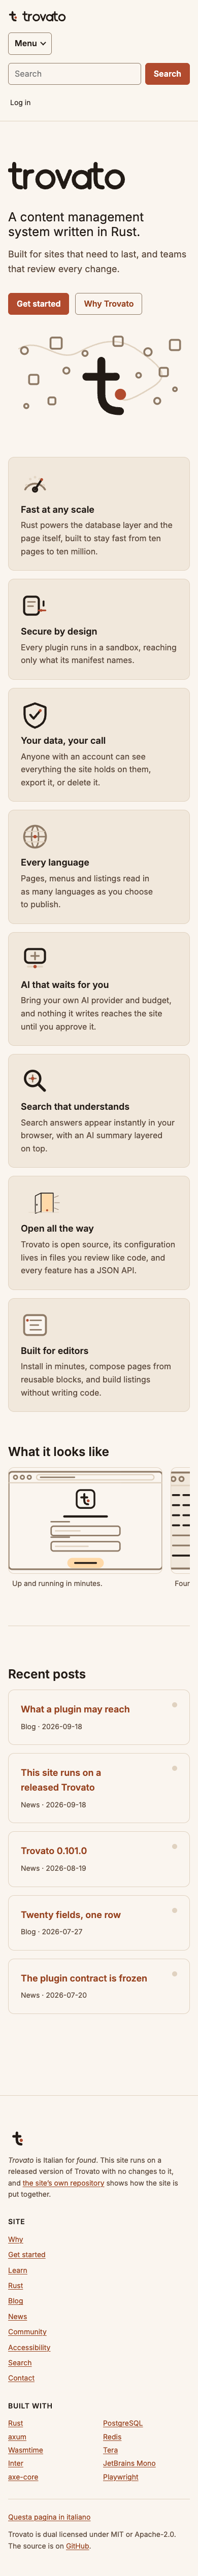 trovato
Menu
Search
Search
Log in
trovato
A content management
system written in Rust.
Built for sites that need to last, and teams
that review every change.
Get started
Why Trovato
t
Fast at any scale
Rust powers the database layer and the
page itself, built to stay fast from ten
pages to ten million.
Secure by design
Every plugin runs in a sandbox, reaching
only what its manifest names.
Your data, your call
Anyone with an account can see
everything the site holds on them,
export it, or delete it.
Every language
Pages, menus and listings read in
as many languages as you choose
to publish.
AI that waits for you
Bring your own AI provider and budget,
and nothing it writes reaches the site
until you approve it.
Search that understands
Search answers appear instantly in your
browser, with an AI summary layered
on top.
Open all the way
Trovato is open source, its configuration
lives in files you review like code, and
every feature has a JSON API.
Built for editors
Install in minutes, compose pages from
reusable blocks, and build listings
without writing code.
What it looks like
Up and running in minutes.
Four
Recent posts
What a plugin may reach
Blog · 2026-09-18
This site runs on a
released Trovato
News · 2026-09-18
Trovato 0.101.0
News · 2026-08-19
Twenty fields, one row
Blog · 2026-07-27
The plugin contract is frozen
News · 2026-07-20
Trovato is Italian for found. This site runs on a
released version of Trovato with no changes to it,
and the site's own repository shows how the site is
put together.
SITE
Why
Get started
Learn
Rust
Blog
News
Community
Accessibility
Search
Contact
BUILT WITH
Rust
PostgreSQL
axum
Redis
Wasmtime
Tera
Inter
JetBrains Mono
axe-core
Playwright
Questa pagina in italiano
Trovato is dual licensed under MIT or Apache-2.0.
The source is on GitHub.